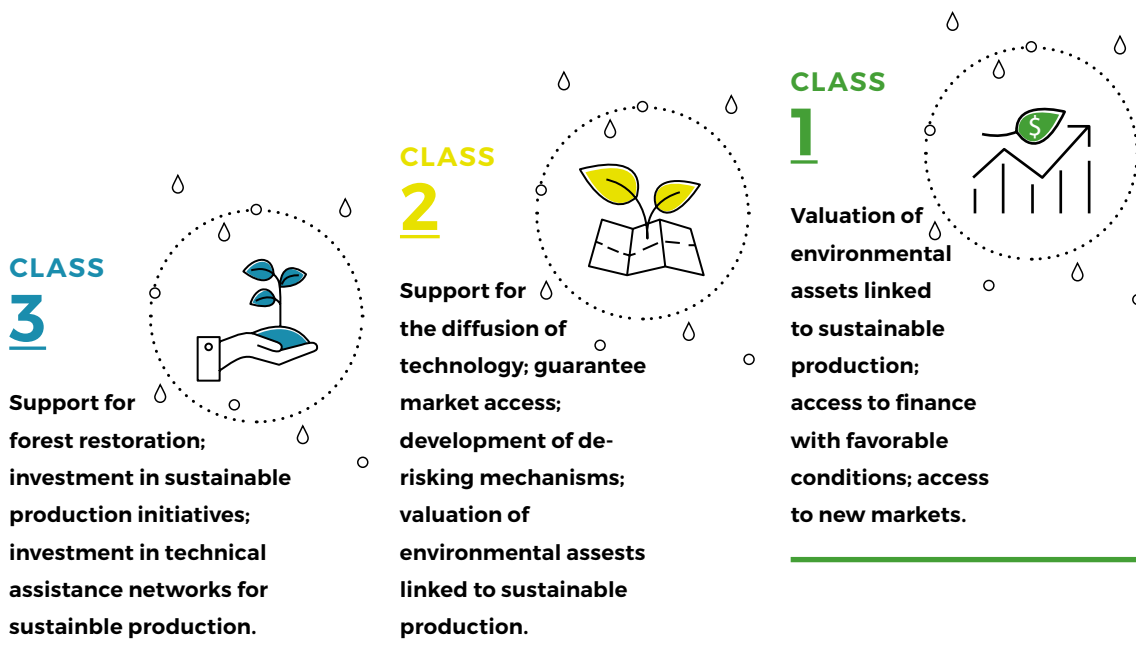 CLASS
3
Support for
forest restoration;
investment in sustainable
production initiatives;
investment in technical
assistance networks for
sustainble production.
CLASS
2
Support for
the diffusion of
technology; guarantee
market access;
development of de-
risking mechanisms;
valuation of
environmental assests
linked to sustainable
production.
CLASS
1
$
Valuation of
environmental
assets linked
to sustainable
production;
access to finance
with favorable
conditions; access
to new markets.